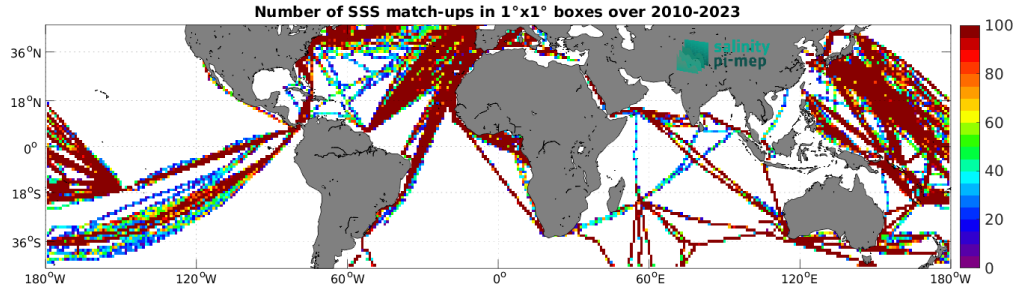 Number of SSS match-ups in 1°x1° boxes over 2010-2023
36°N
18°N
0°
18°S
36°S
180°W 120°W 60°W 0° 60°E 120°E 180°W
salinity
pi-mep
100
80
60
40
20
0